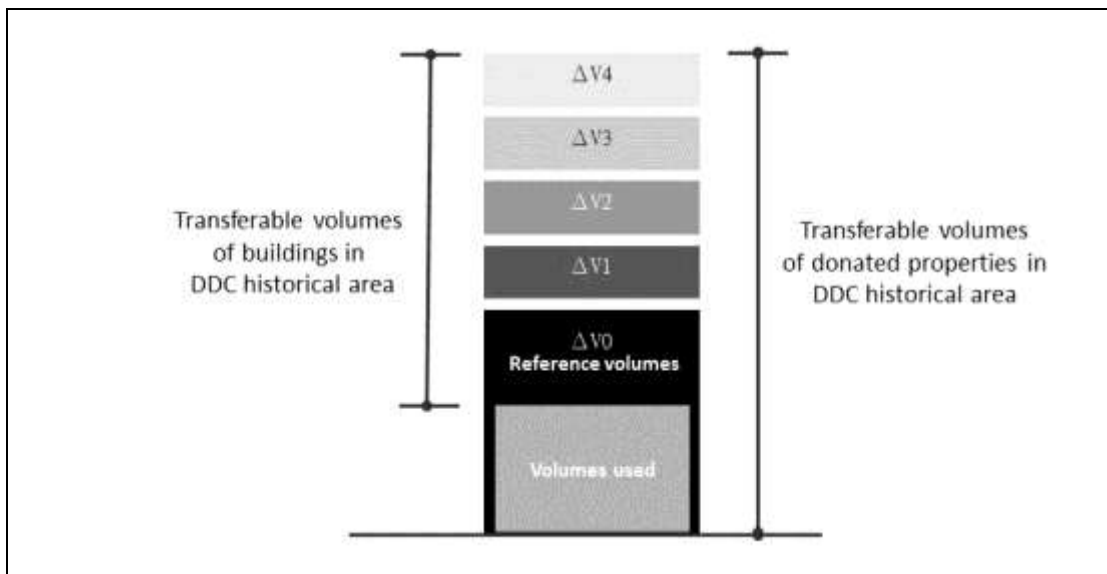 ΔV4
ΔV3
ΔV2
ΔV1
ΔV0
Reference volumes
Volumes used
Transferable volumes
of buildings in
DDC historical area
Transferable volumes
of donated properties in
DDC historical area